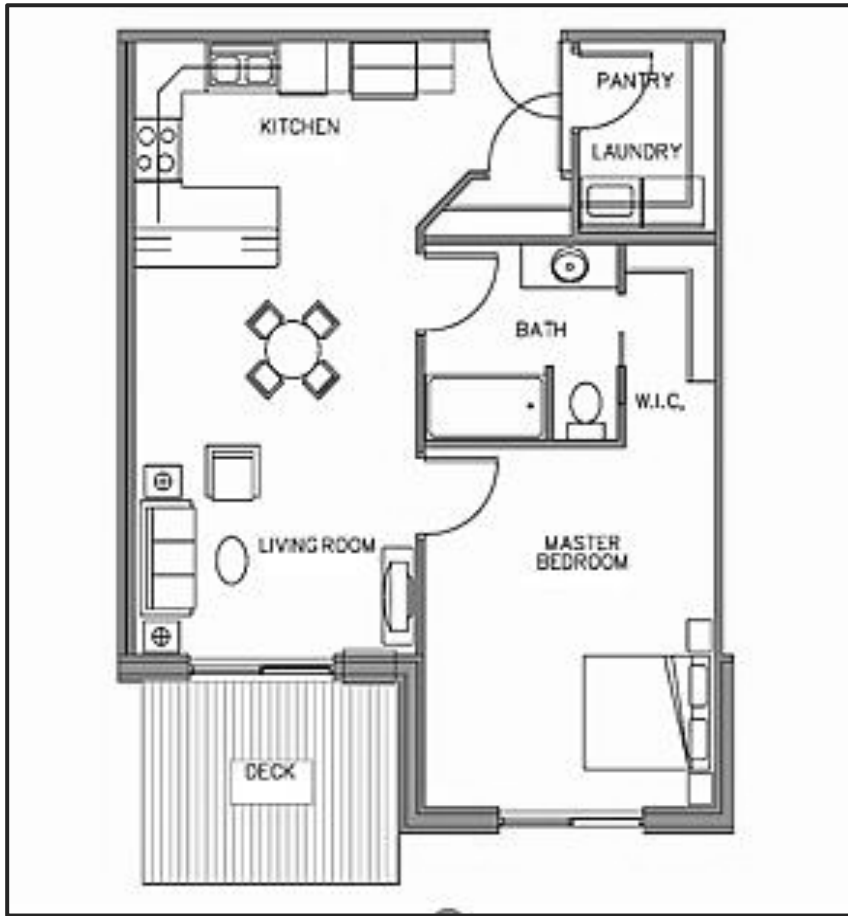 PANTRY
KITCHEN
LAUNDRY
BATH
W.I.C.
LIVING ROOM
MASTER
BEDROOM
DECK